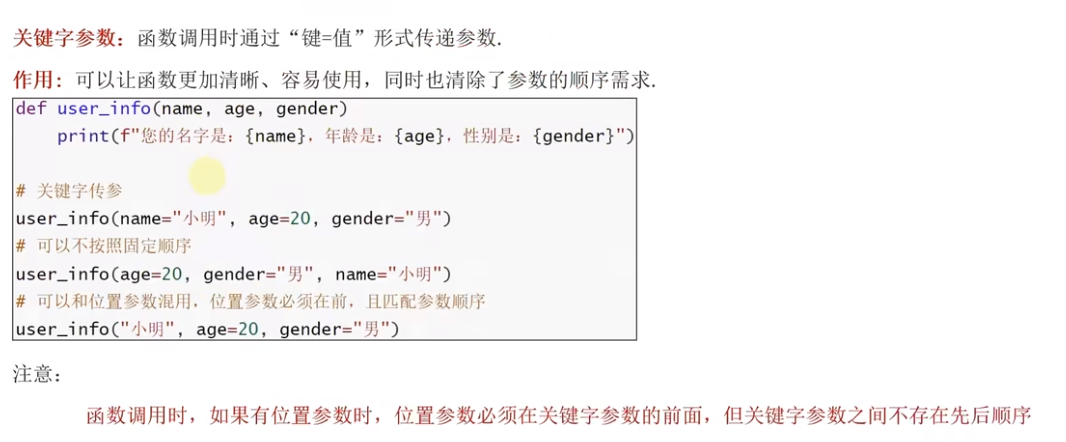 关键字参数：函数调用时通过“键=值”形式传递参数.
作用：可以让函数更加清晰、容易使用，同时也清除了参数的顺序需求.
def user_info(name, age, gender)
    print(f"您的名字是：{name}，年龄是：{age}，性别是：{gender}")
# 关键字传参
user_info(name="小明", age=20, gender="男")
# 可以不按照固定顺序
user_info(age=20, gender="男", name="小明")
# 可以和位置参数混用，位置参数必须在前，且匹配参数顺序
user_info("小明", age=20, gender="男")
注意：
函数调用时，如果有位置参数时，位置参数必须在关键字参数的前面，但关键字参数之间不存在先后顺序